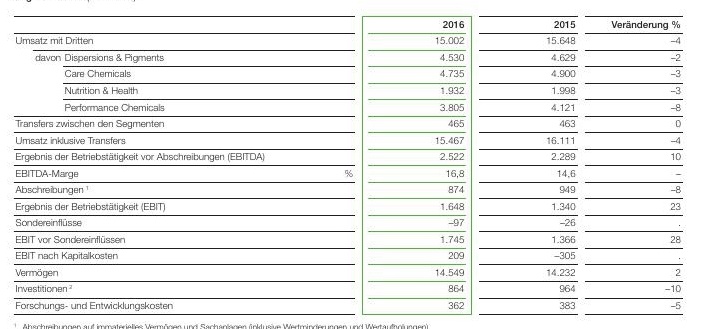 2016 2015 Veränderung %
Umsatz mit Dritten 15.002 15.648 –4
davon Dispersions & Pigments 4.530 4.629 –2
Care Chemicals 4.735 4.900 –3
Nutrition & Health 1.932 1.998 –3
Performance Chemicals 3.805 4.121 –8
Transfers zwischen den Segmenten 465 463 0
Umsatz inklusive Transfers 15.467 16.111 –4
Ergebnis der Betriebstätigkeit vor Abschreibungen (EBITDA) 2.522 2.289 10
EBITDA-Marge % 16,8 14,6 –
Abschreibungen ¹ 874 949 –8
Ergebnis der Betriebstätigkeit (EBIT) 1.648 1.340 23
Sondereinflüsse –97 –26 .
EBIT vor Sondereinflüssen 1.745 1.366 28
EBIT nach Kapitalkosten 209 –305 .
Vermögen 14.549 14.232 2
Investitionen ² 864 964 –10
Forschungs- und Entwicklungskosten 362 383 –5
¹ Abschreibungen auf immaterielles Vermögen und Sachanlagen (inklusive Wertminderungen und Wertaufholungen)